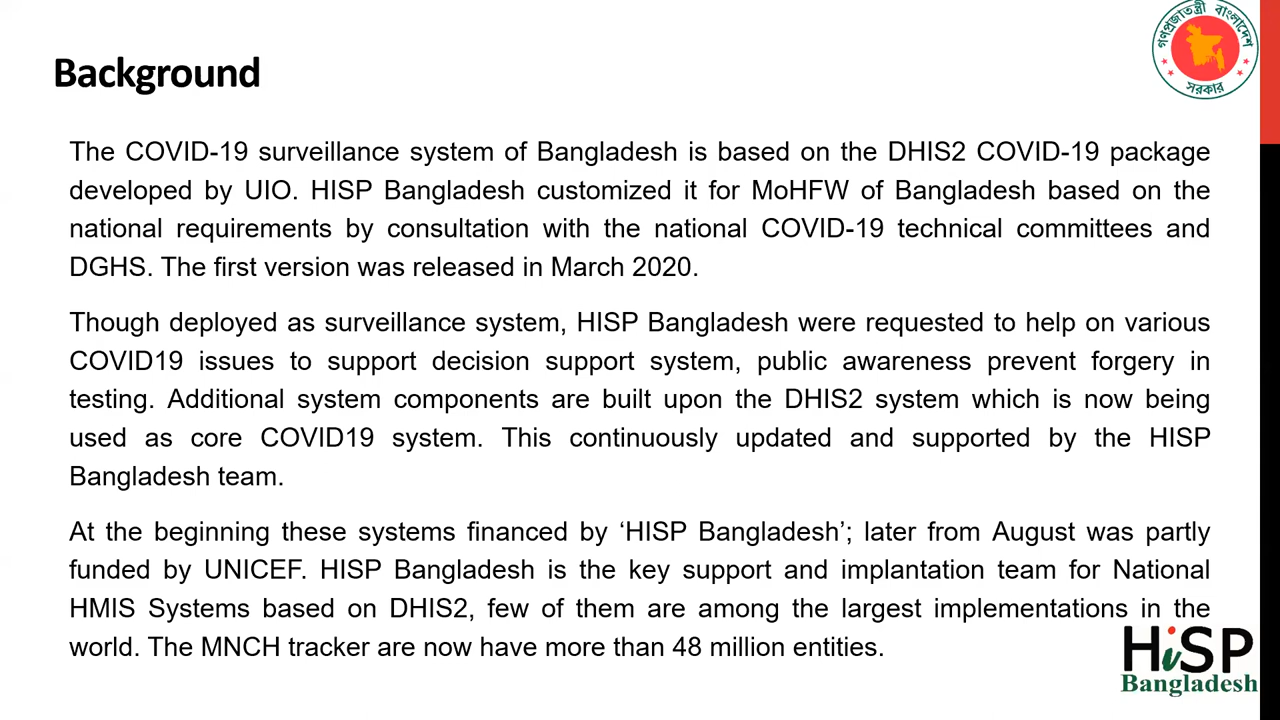 গণপ্রজাতন্ত্রী বাংলাদেশ
সরকার
Background
The COVID-19 surveillance system of Bangladesh is based on the DHIS2 COVID-19 package
developed by UIO. HISP Bangladesh customized it for MoHFW of Bangladesh based on the
national requirements by consultation with the national COVID-19 technical committees and
DGHS. The first version was released in March 2020.
Though deployed as surveillance system, HISP Bangladesh were requested to help on various
COVID19 issues to support decision support system, public awareness prevent forgery in
testing. Additional system components are built upon the DHIS2 system which is now being
used as core COVID19 system. This continuously updated and supported by the HISP
Bangladesh team.
At the beginning these systems financed by ‘HISP Bangladesh’; later from August was partly
funded by UNICEF. HISP Bangladesh is the key support and implantation team for National
HMIS Systems based on DHIS2, few of them are among the largest implementations in the
world. The MNCH tracker are now have more than 48 million entities.
HiSP
Bangladesh